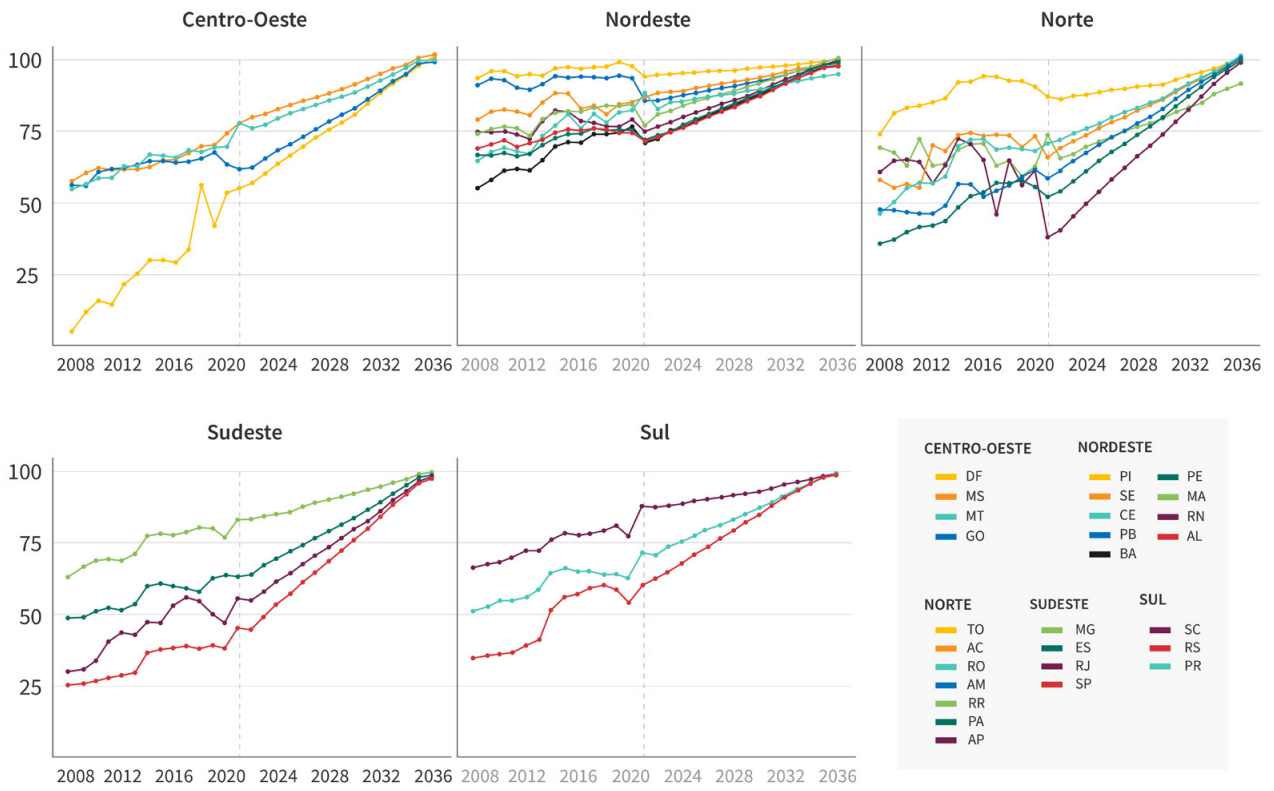 Centro-Oeste Nordeste Norte
100
75
50
25
2008 2012 2016 2020 2024 2028 2032 2036 2008 2012 2016 2020 2024 2028 2032 2036 2008 2012 2016 2020 2024 2028 2032 2036
Sudeste Sul
100
75
50
25
2008 2012 2016 2020 2024 2028 2032 2036 2008 2012 2016 2020 2024 2028 2032 2036
CENTRO-OESTE
DF
MS
MT
GO
NORDESTE
PI
SE
CE
PB
BA
PE
MA
RN
AL
NORTE
TO
AC
RO
AM
RR
PA
AP
SUDESTE
MG
ES
RJ
SP
SUL
SC
RS
PR